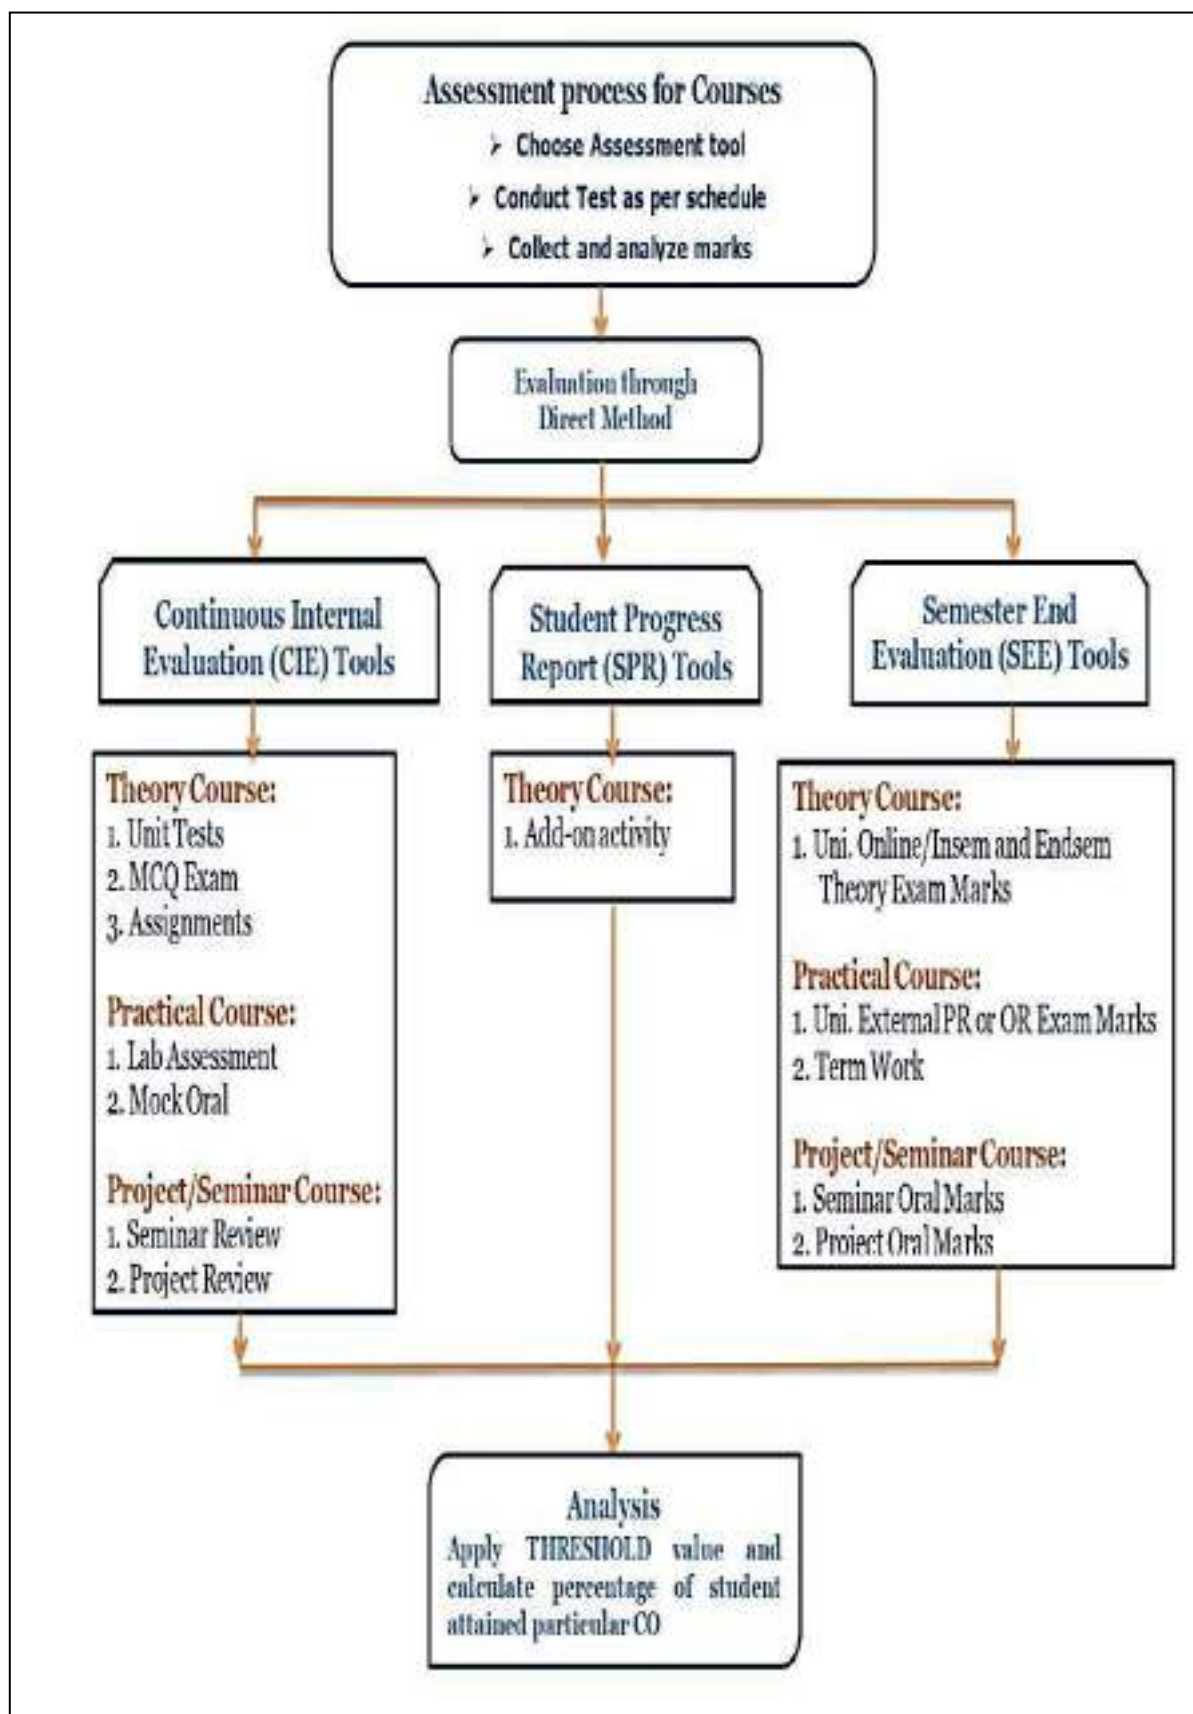 Assessment process for Courses
➢ Choose Assessment tool
➢ Conduct Test as per schedule
➢ Collect and analyze marks
Evaluation through
Direct Method
Continuous Internal
Evaluation (CIE) Tools
Student Progress
Report (SPR) Tools
Semester End
Evaluation (SEE) Tools
Theory Course:
1. Unit Tests
2. MCQ Exam
3. Assignments
Practical Course:
1. Lab Assessment
2. Mock Oral
Project/Seminar Course:
1. Seminar Review
2. Project Review
Theory Course:
1. Add-on activity
Theory Course:
1. Uni. Online/Insem and Endsem
Theory Exam Marks
Practical Course:
1. Uni. External PR or OR Exam Marks
2. Term Work
Project/Seminar Course:
1. Seminar Oral Marks
2. Project Oral Marks
Analysis
Apply THRESHOLD value and
calculate percentage of student
attained particular CO